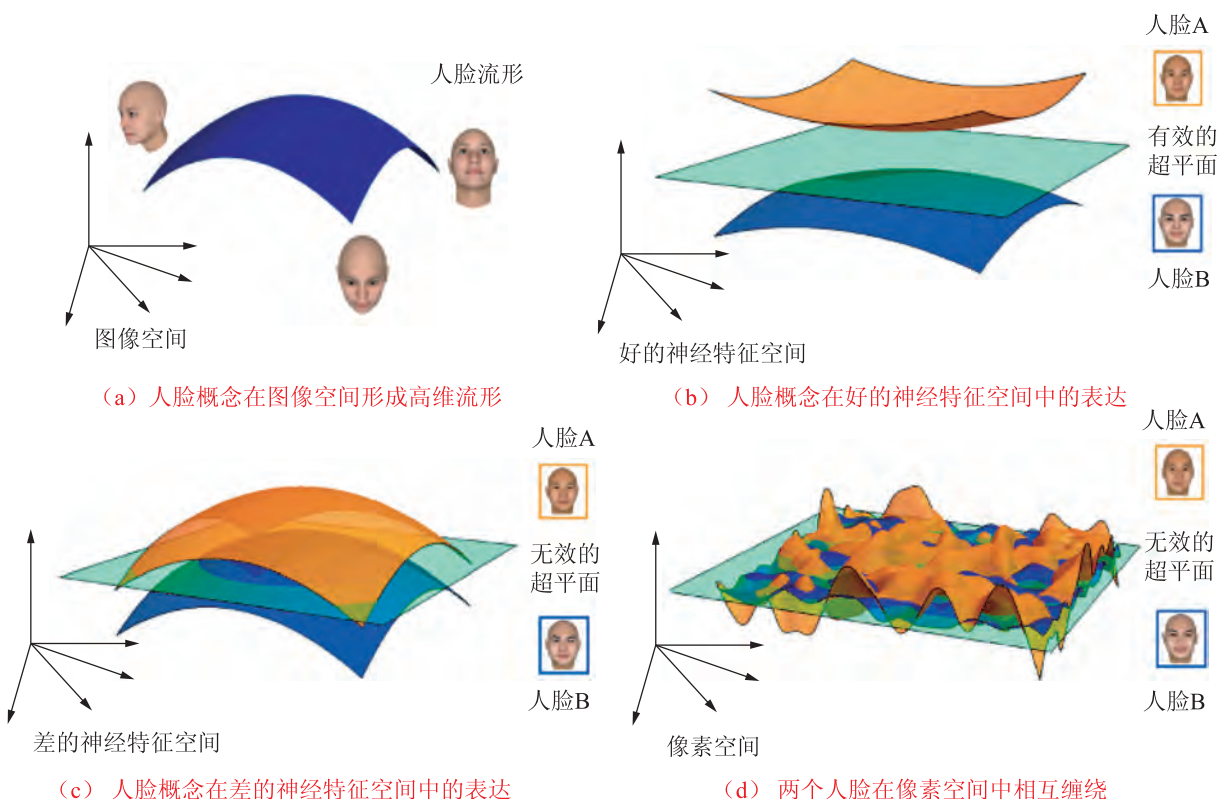 人脸流形
图像空间
(a)人脸概念在图像空间形成高维流形
人脸A
有效的
超平面
人脸B
好的神经特征空间
(b) 人脸概念在好的神经特征空间中的表达
人脸A
无效的
超平面
人脸B
差的神经特征空间
(c) 人脸概念在差的神经特征空间中的表达
人脸A
无效的
超平面
人脸B
像素空间
(d) 两个人脸在像素空间中相互缠绕